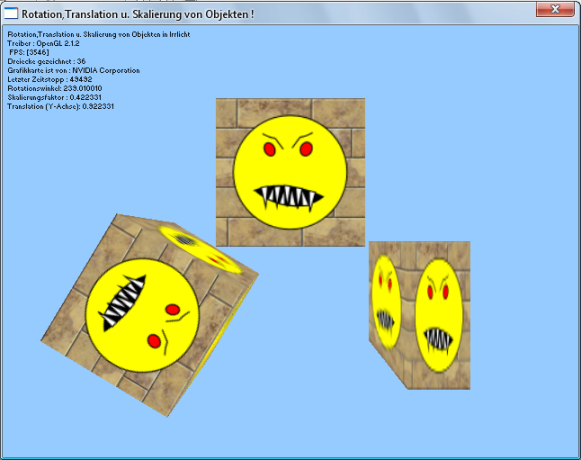 Rotation,Translation u. Skalierung von Objekten !
Rotation,Translation u. Skalierung von Objekten in Irrlicht
Treiber : OpenGL 2.1.2
FPS: [3546]
Dreiecke gezeichnet : 36
Grafikkarte ist von : NVIDIA Corporation
Letzter Zeitstopp : 49492
Rotationswinkel: 239.010010
Skalierungsfaktor : 0.422331
Translation (Y-Achse) : 0.922331